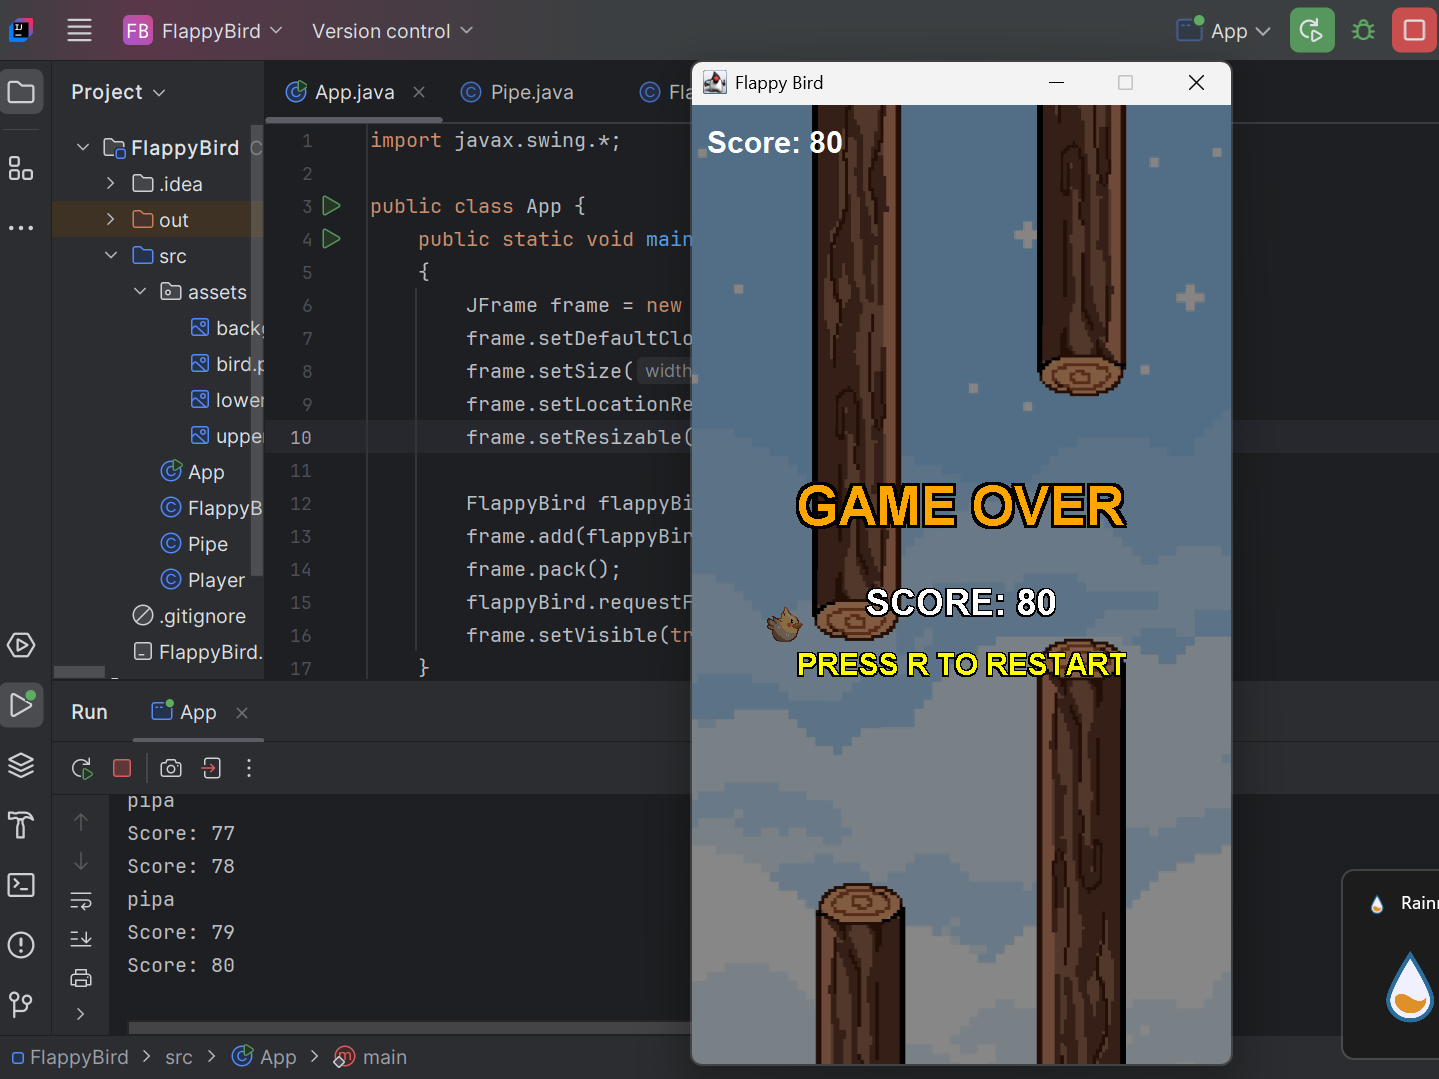 FB FlappyBird
Version control
App
Project
App.java
Pipe.java
Fla
FlappyBird C
.idea
out
src
assets
back
bird.p
lower
upper
App
FlappyB
Pipe
Player
.gitignore
FlappyBird.
1 import javax.swing.*;
2
3 public class App {
4 public static void main
5 {
6 JFrame frame = new
7 frame.setDefaultClo
8 frame.setSize( width
9 frame.setLocationRe
10 frame.setResizable(
11
12 FlappyBird flappyBi
13 frame.add(flappyBir
14 frame.pack();
15 flappyBird.requestF
16 frame.setVisible(tr
17 }
Flappy Bird
Score: 80
GAME OVER
SCORE: 80
PRESS R TO RESTART
Run
App
pipa
Score: 77
Score: 78
pipa
Score: 79
Score: 80
Rain
FlappyBird > src > App > main